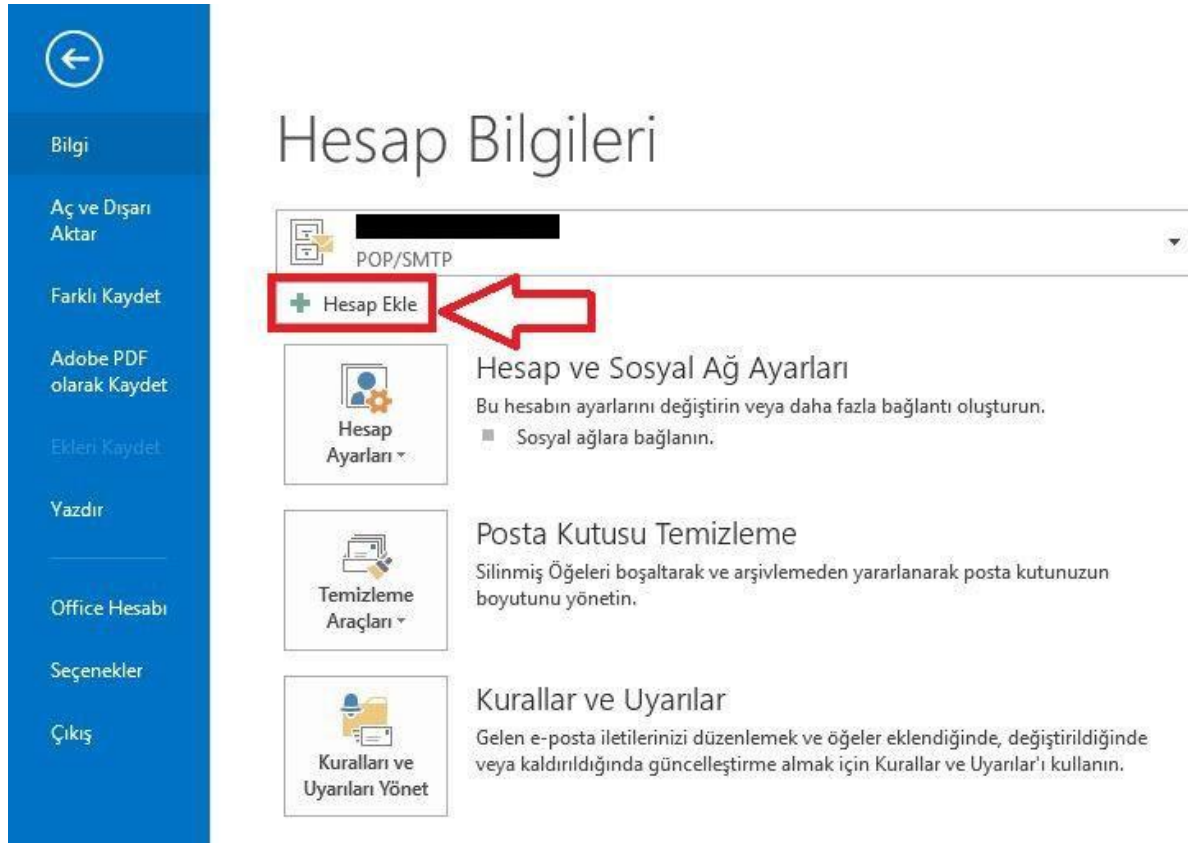 Bilgi
Aç ve Dışarı
Aktar
Farklı Kaydet
Adobe PDF
olarak Kaydet
Ekleri Kaydet
Yazdır
Office Hesabı
Seçenekler
Çıkış
Hesap Bilgileri
POP/SMTP
Hesap Ekle
Hesap
Ayarları
Hesap ve Sosyal Ağ Ayarları
Bu hesabın ayarlarını değiştirin veya daha fazla bağlantı oluşturun.
Sosyal ağlara bağlanın.
Temizleme
Araçları
Posta Kutusu Temizleme
Silinmiş Öğeleri boşaltarak ve arşivlemeden yararlanarak posta kutunuzun
boyutunu yönetin.
Kuralları ve
Uyarıları Yönet
Kurallar ve Uyarılar
Gelen e-posta iletilerinizi düzenlemek ve öğeler eklendiğinde, değiştirildiğinde
veya kaldırıldığında güncelleştirme almak için Kurallar ve Uyarılar'ı kullanın.